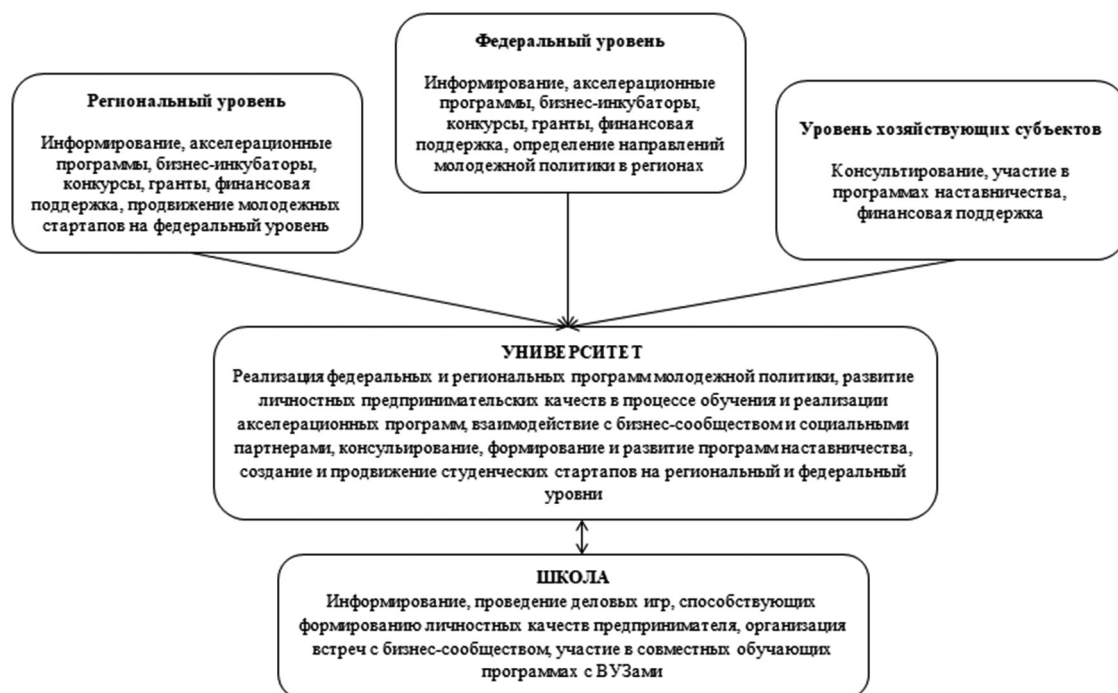 Федеральный уровень
Информирование, акселерационные
программы, бизнес-инкубаторы,
конкурсы, гранты, финансовая
поддержка, определение направлений
молодежной политики в регионах
Региональный уровень
Информирование, акселерационные
программы, бизнес-инкубаторы,
конкурсы, гранты, финансовая
поддержка, продвижение молодежных
стартапов на федеральный уровень
Уровень хозяйствующих субъектов
Консультирование, участие в
программах наставничества,
финансовая поддержка
УНИВЕРСИТЕТ
Реализация федеральных и региональных программ молодежной политики, развитие
личностных предпринимательских качеств в процессе обучения и реализации
акселерационных программ, взаимодействие с бизнес-сообществом и социальными
партнерами, консульирование, формирование и развитие программ наставничества,
создание и продвижение студенческих стартапов на региональный и федеральный
уровни
ШКОЛА
Информирование, проведение деловых игр, способствующих
формированию личностных качеств предпринимателя, организация
встреч с бизнес-сообществом, участие в совместных обучающих
программах с ВУЗами